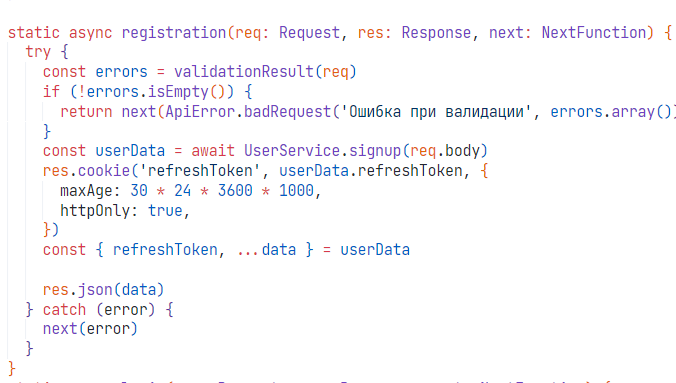 static async registration(req: Request, res: Response, next: NextFunction) {
try {
const errors = validationResult(req)
if (!errors.isEmpty()) {
return next(ApiError.badRequest('Ошибка при валидации', errors.array())
}
const userData = await UserService.signup(req.body)
res.cookie('refreshToken', userData.refreshToken, {
maxAge: 30 * 24 * 3600 * 1000,
httpOnly: true,
})
const { refreshToken, ...data } = userData
res.json(data)
} catch (error) {
next(error)
}
}